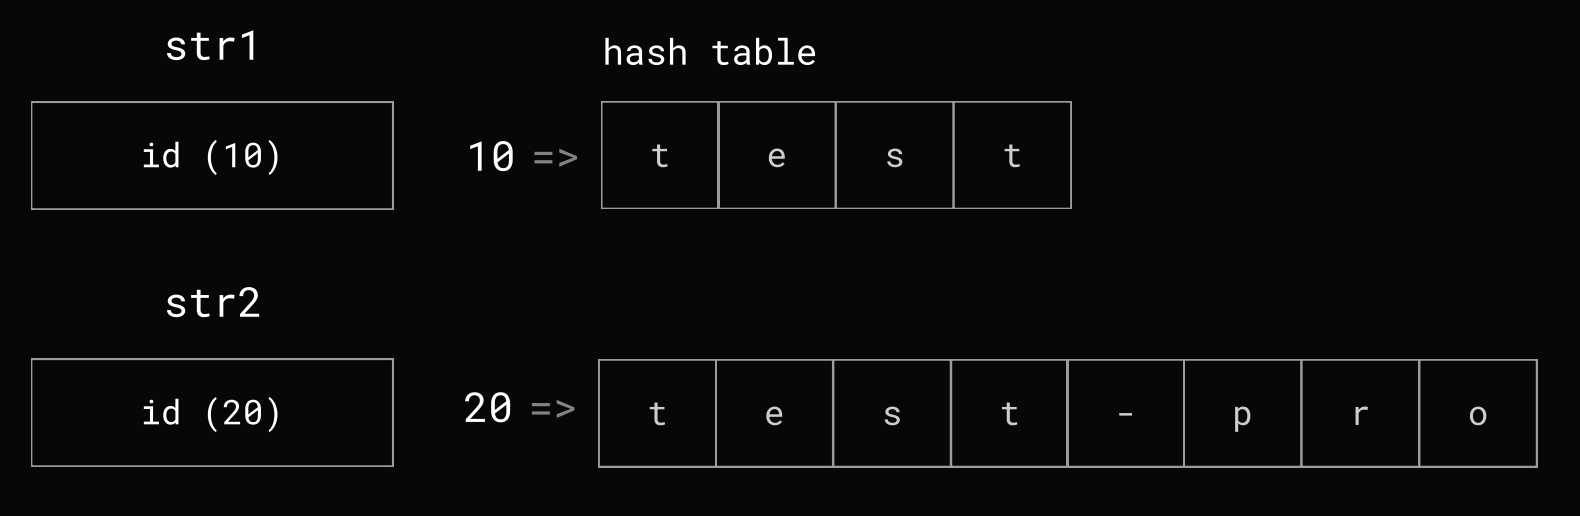 str1
hash table
id (10)
10 => t e s t
str2
id (20)
20 => t e s t - p r o